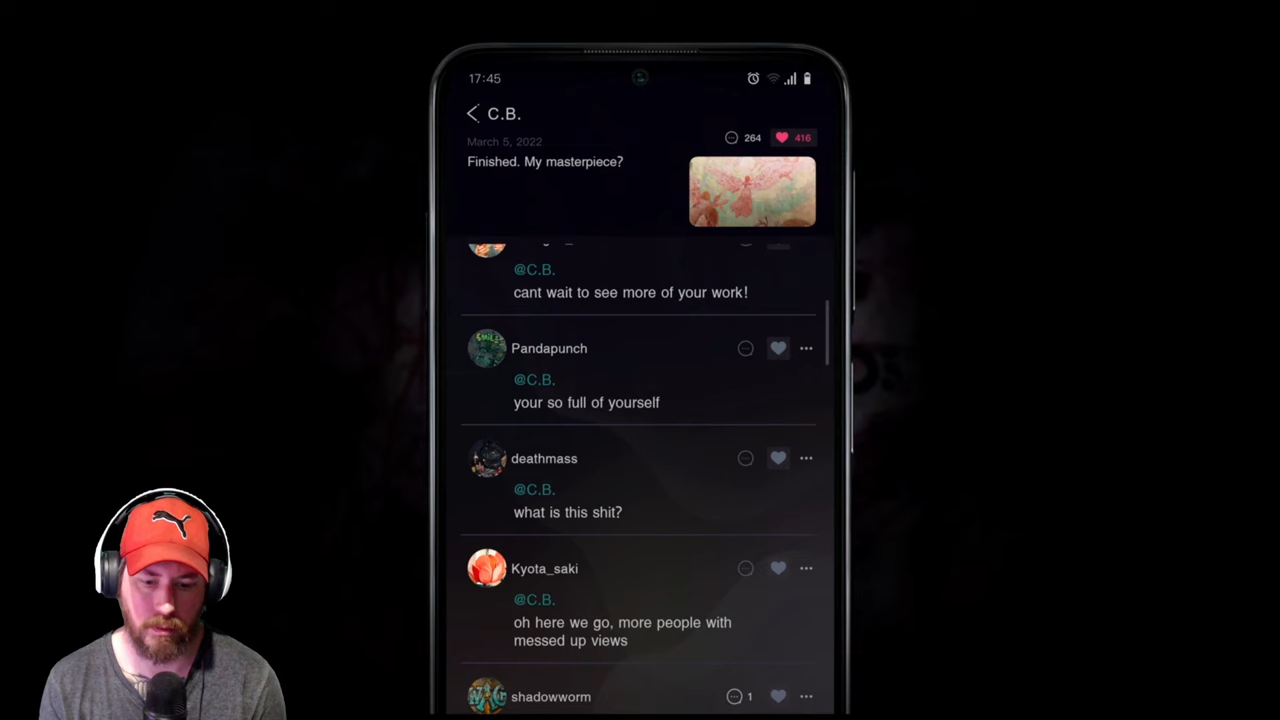 17:45
C.B.
March 5, 2022
264
416
Finished. My masterpiece?
@C.B.
cant wait to see more of your work!
Pandapunch
@C.B.
your so full of yourself
deathmass
@C.B.
what is this shit?
Kyota_saki
@C.B.
oh here we go, more people with
messed up views
shadowworm
1